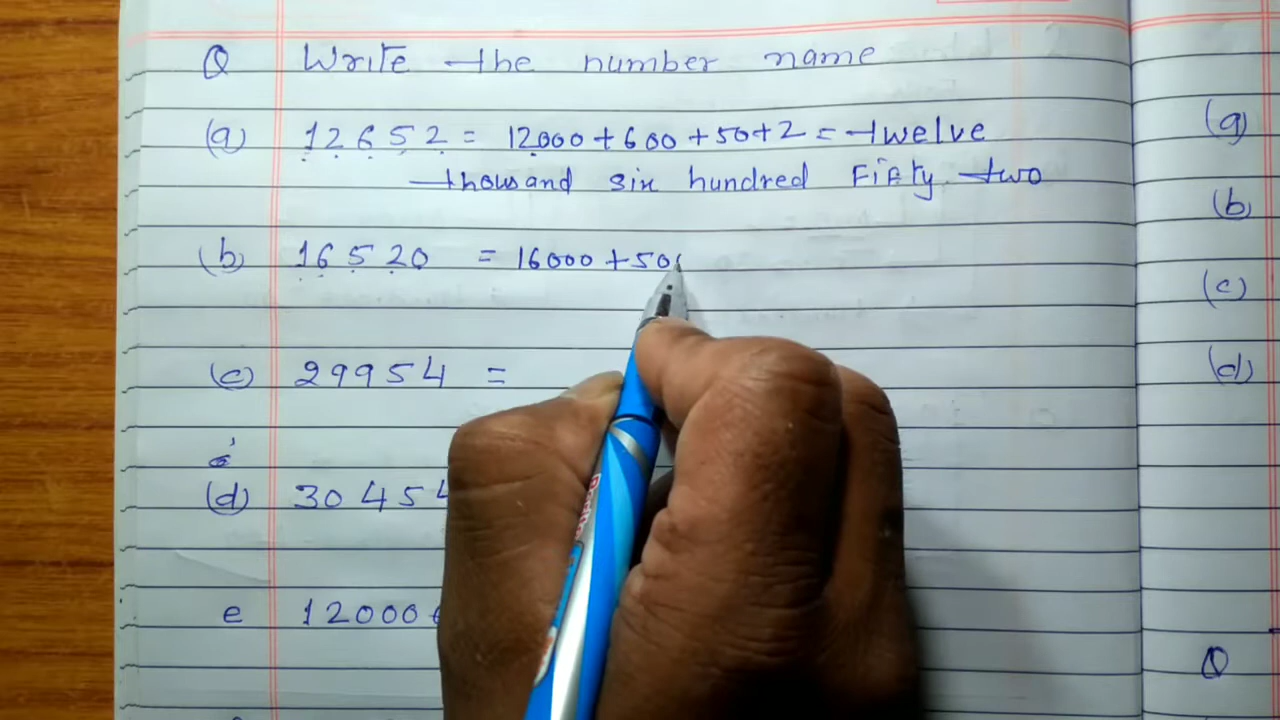 Q Write the number name
(a) 12652 = 12000 + 600 + 50 + 2 = twelve
thousand six hundred Fifty two
(b) 16520 = 16000 + 50
(c) 29954 =
(d) 30454
e 12000
(g)
(b)
(c)
(d)
Q